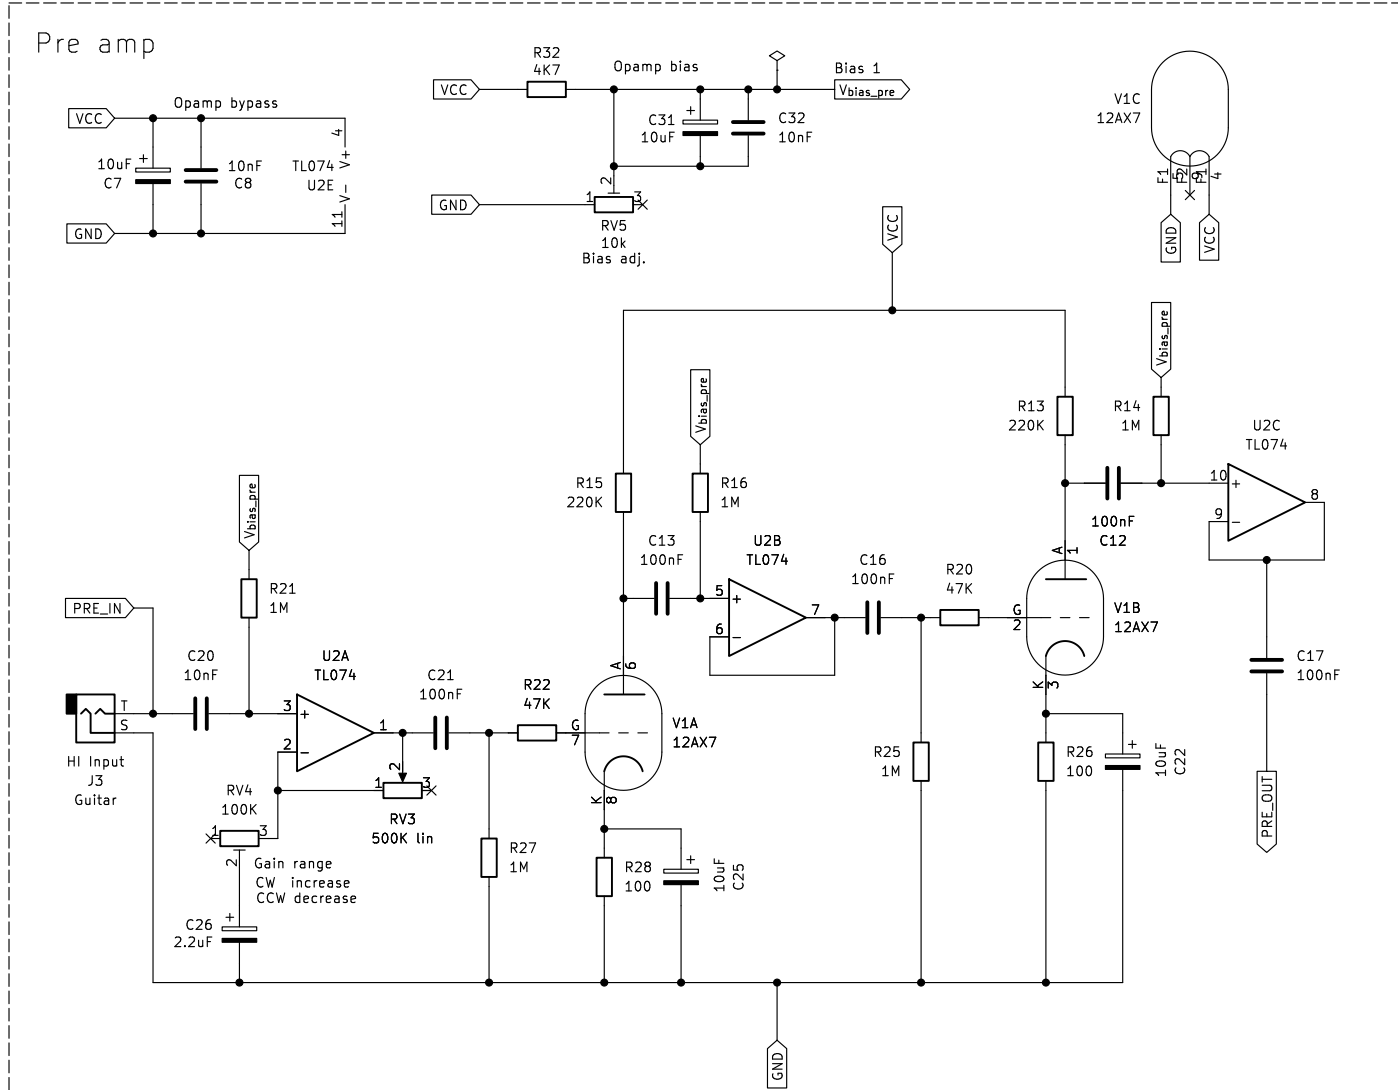 Pre amp
Opamp bypass
VCC
GND
10uF +
C7
10nF
C8
TL074
U2E
4
V+
V-
11
R32
4K7
VCC
Opamp bias
Bias 1
Vbias_pre
+
C31
10uF
C32
10nF
GND
2
1
3
RV5
10k
Bias adj.
V1C
12AX7
F1
5
F2
9
F1
4
GND
VCC
VCC
Vbias_pre
R13
220K
R14
1M
U2C
TL074
10
+
9
-
8
100nF
C12
Vbias_pre
R15
220K
R16
1M
C13
100nF
U2B
TL074
5
+
6
-
7
C16
100nF
R20
47K
A
1
G
2
K
3
V1B
12AX7
Vbias_pre
R21
1M
PRE_IN
C20
10nF
T
S
HI Input
J3
Guitar
U2A
TL074
3
+
2
-
1
C21
100nF
R22
47K
A
6
G
7
K
8
V1A
12AX7
RV4
100K
1
3
2
Gain range
CW increase
CCW decrease
2
1
3
RV3
500K lin
R27
1M
R28
100
+
10uF
C25
C26
2.2uF
+
R25
1M
R26
100
+
10uF
C22
C17
100nF
PRE_OUT
GND